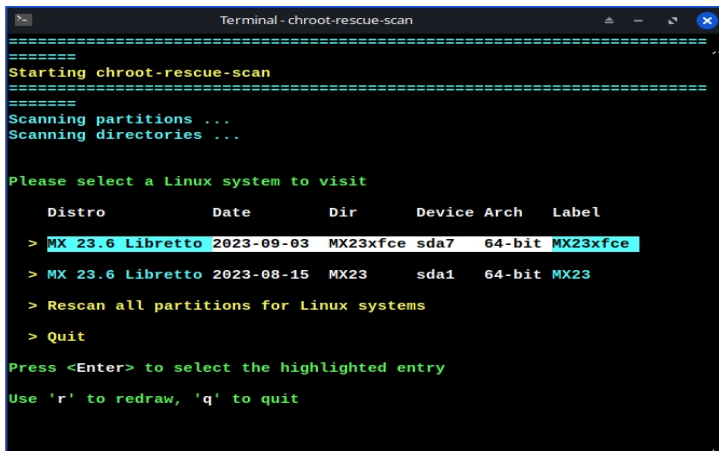 Terminal - chroot-rescue-scan
========================================================================
=======
Starting chroot-rescue-scan
========================================================================
=======
Scanning partitions ...
Scanning directories ...
Please select a Linux system to visit
Distro Date Dir Device Arch Label
> MX 23.6 Libretto 2023-09-03 MX23xfce sda7 64-bit MX23xfce
> MX 23.6 Libretto 2023-08-15 MX23 sda1 64-bit MX23
> Rescan all partitions for Linux systems
> Quit
Press <Enter> to select the highlighted entry
Use 'r' to redraw, 'q' to quit